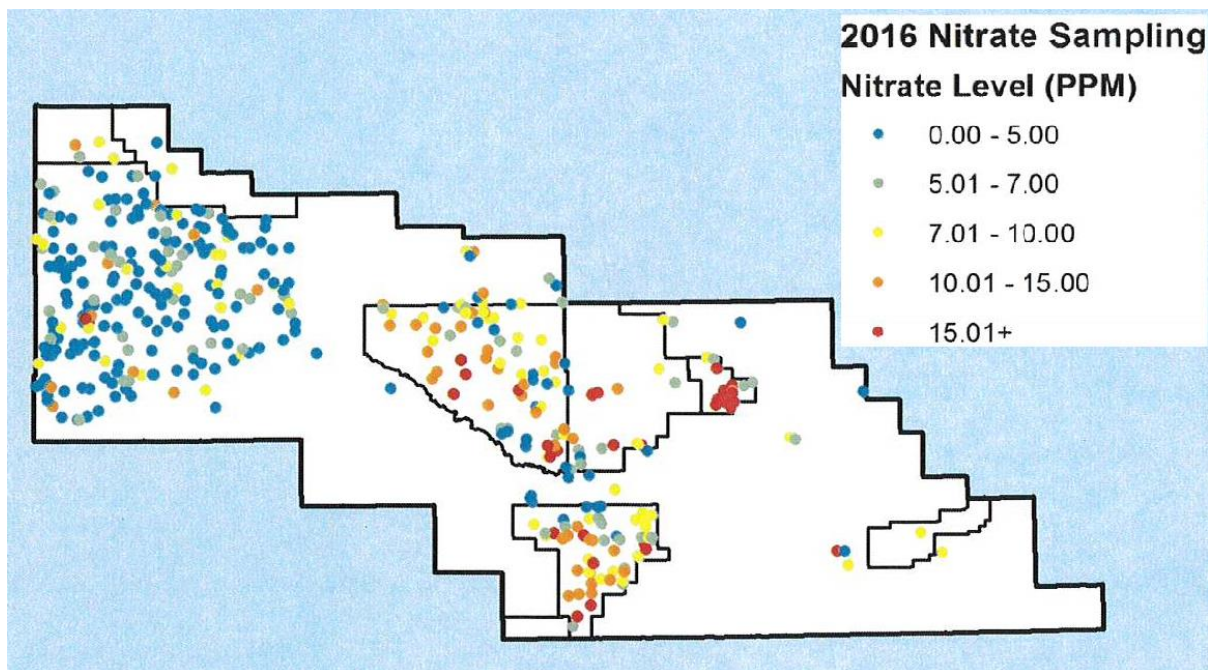 2016 Nitrate Sampling
Nitrate Level (PPM)
0.00 - 5.00
5.01 - 7.00
7.01 - 10.00
10.01 - 15.00
15.01+